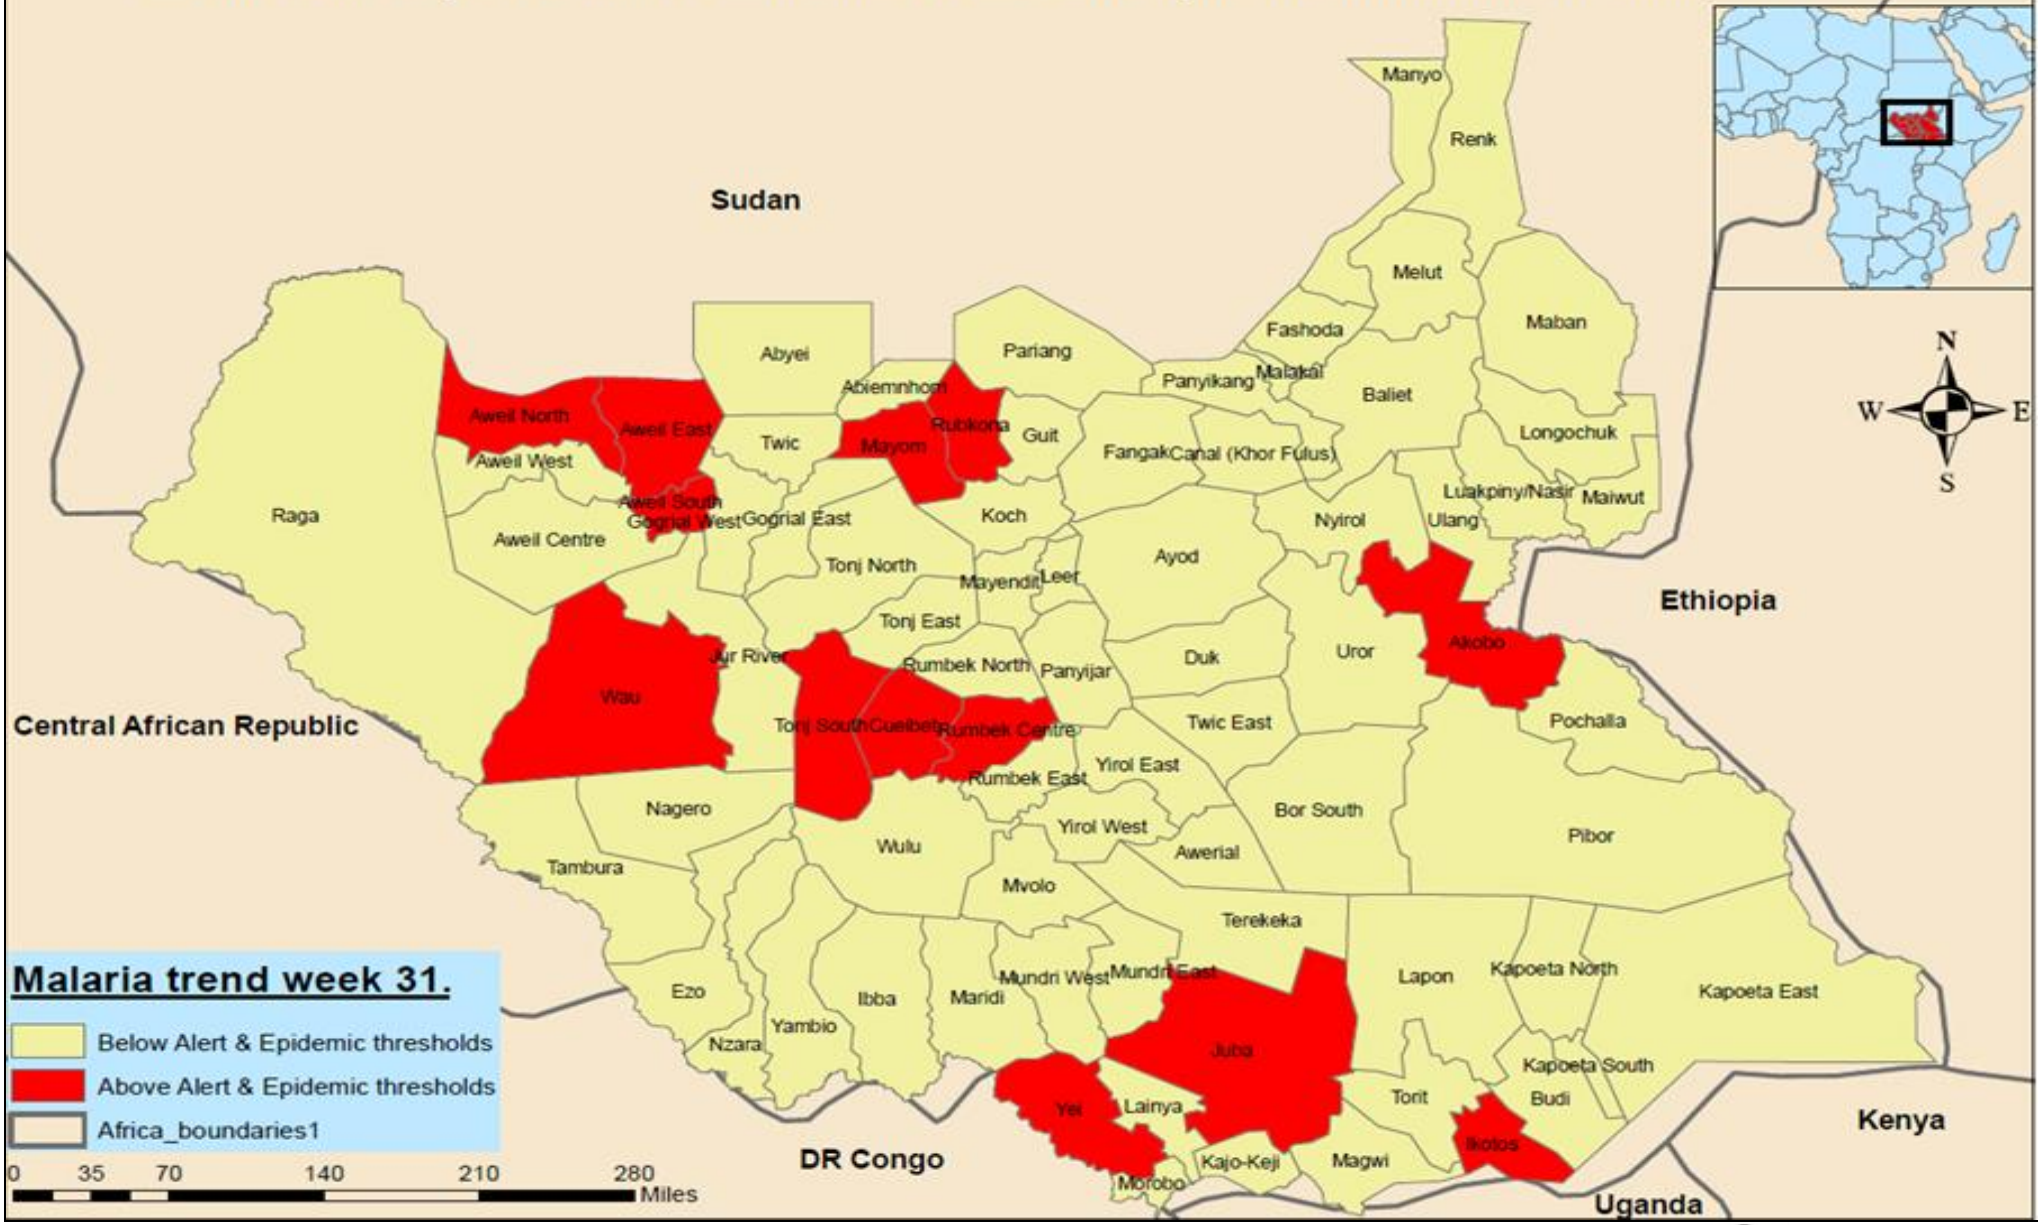 Manyo
Renk
Sudan
Melut
Maban
Fashoda
Abyei
Pariang
Malakal
Panyikang
Abiemnhom
Baliet
N
W
E
S
Aweil North
Aweil East
Twic
Mayom
Rubkona
Guit
Longochuk
Aweil West
Fangak
Canal (Khor Fulus)
Luakpiny/Nasir
Maiwut
Raga
Aweil South
Gogrial West
Gogrial East
Koch
Nyirol
Ulang
Aweil Centre
Tonj North
Mayendit
Leer
Ayod
Ethiopia
Tonj East
Akobo
Jur River
Rumbek North
Panyijar
Duk
Uror
Wau
Central African Republic
Tonj South
Cueibet
Rumbek Centre
Twic East
Pochalla
Rumbek East
Yirol East
Nagero
Bor South
Yirol West
Pibor
Wulu
Awerial
Tambura
Mvolo
Terekeka
Malaria trend week 31.
Mundri West
Mundri East
Lapon
Kapoeta North
Kapoeta East
Ezo
Ibba
Maridi
Yambio
Nzara
Juba
Kapoeta South
Below Alert & Epidemic thresholds
Above Alert & Epidemic thresholds
Africa_boundaries1
Yei
Lainya
Torit
Budi
Kenya
Ikotos
DR Congo
Kajo-Keji
Magwi
Morobo
Uganda
0 35 70 140 210 280
Miles